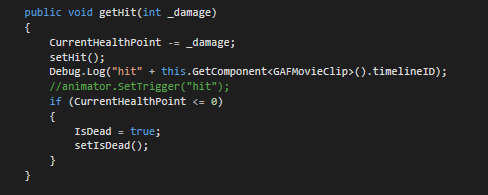 public void getHit(int _damage)
{
CurrentHealthPoint -= _damage;
setHit();
Debug.Log("hit" + this.GetComponent<GAFMovieClip>().timelineID);
//animator.SetTrigger("hit");
if (CurrentHealthPoint <= 0)
{
IsDead = true;
setIsDead();
}
}